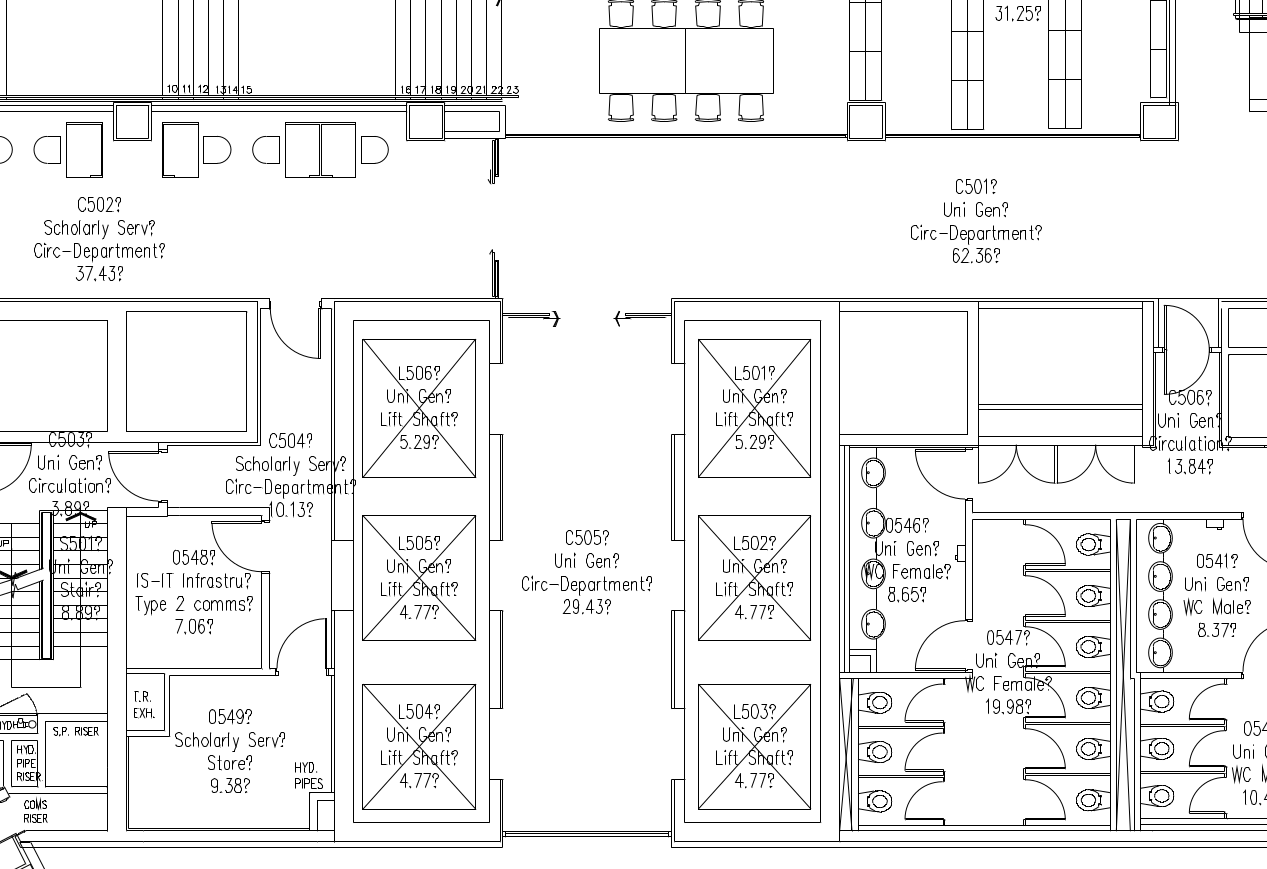 31.25?
10 11 12 13 14 15
16 17 18 19 20 21 22 23
C502?
Scholarly Serv?
Circ-Department?
37.43?
C501?
Uni Gen?
Circ-Department?
62.36?
L506?
Uni Gen?
Lift Shaft?
5.29?
L501?
Uni Gen?
Lift Shaft?
5.29?
C506?
Uni Gen?
Circulation?
13.84?
C503?
Uni Gen?
Circulation?
3.89?
C504?
Scholarly Serv?
Circ-Department?
10.13?
UP
UP
S501?
Uni Gen?
Stair?
8.89?
0548?
IS-IT Infrastru?
Type 2 comms?
7.06?
L505?
Uni Gen?
Lift Shaft?
4.77?
C505?
Uni Gen?
Circ-Department?
29.43?
L502?
Uni Gen?
Lift Shaft?
4.77?
0546?
Uni Gen?
WC Female?
8.65?
0541?
Uni Gen?
WC Male?
8.37?
0547?
Uni Gen?
WC Female?
19.98?
T.R.
EXH.
0549?
Scholarly Serv?
Store?
9.38?
HYD.
PIPES
L504?
Uni Gen?
Lift Shaft?
4.77?
L503?
Uni Gen?
Lift Shaft?
4.77?
S.P. RISER
HYD.
PIPE
RISER
COMS
RISER
054
Uni
WC M
10.4